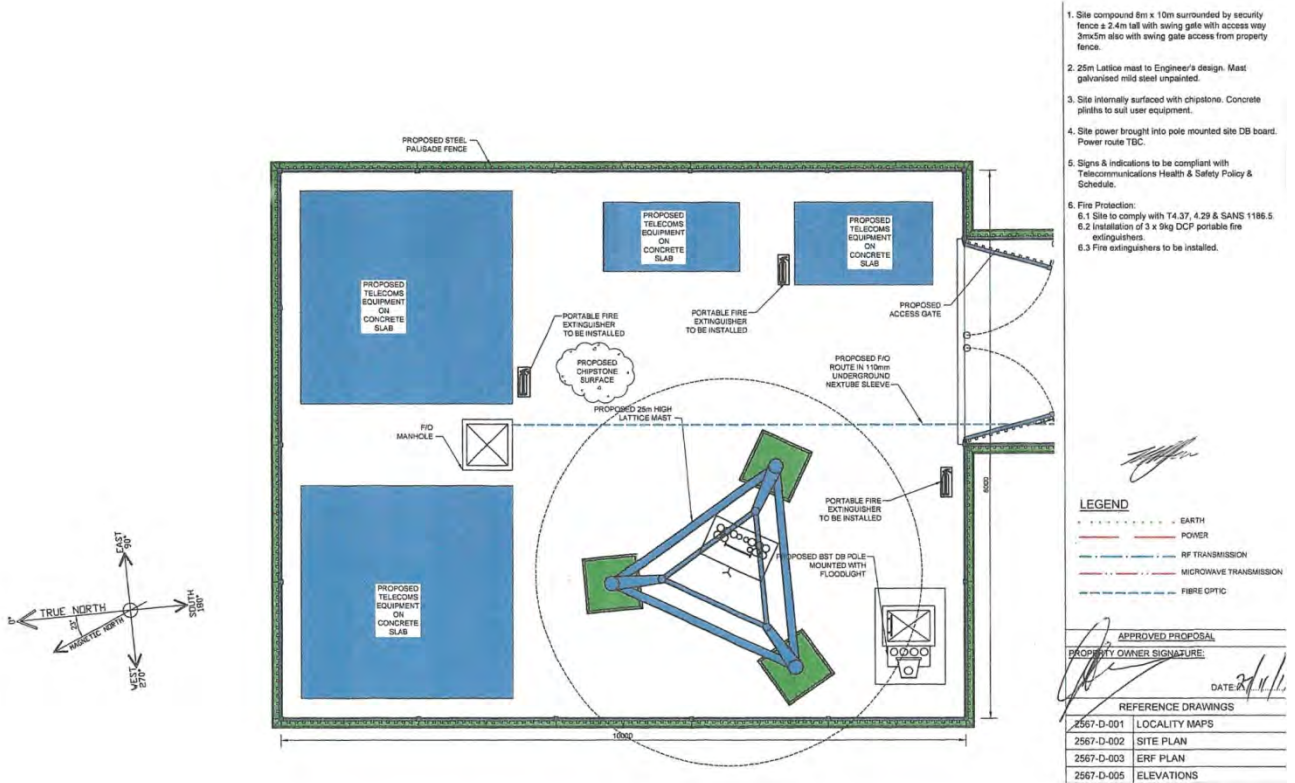 1. Site compound 8m x 10m surrounded by security
fence ± 2.4m tall with swing gate with access way
3mx5m also with swing gate access from property
fence.
2. 25m Lattice mast to Engineer's design. Mast
galvanised mild steel unpainted.
3. Site internally surfaced with chipstone. Concrete
plinths to suit user equipment.
4. Site power brought into pole mounted site DB board.
Power route TBC.
5. Signs & indications to be compliant with
Telecommunications Health & Safety Policy &
Schedule.
6. Fire Protection:
6.1 Site to comply with T4.37, 4.29 & SANS 1186.5
6.2 Installation of 3 x 9kg DCP portable fire
extinguishers.
6.3 Fire extinguishers to be installed.
PROPOSED STEEL
PALISADE FENCE
PROPOSED
TELECOMS
EQUIPMENT
ON
CONCRETE
SLAB
PROPOSED
TELECOMS
EQUIPMENT
ON
CONCRETE
SLAB
PROPOSED
TELECOMS
EQUIPMENT
ON
CONCRETE
SLAB
PORTABLE FIRE
EXTINGUISHER
TO BE INSTALLED
PORTABLE FIRE
EXTINGUISHER
TO BE INSTALLED
PROPOSED
ACCESS GATE
PROPOSED
CHIPSTONE
SURFACE
PROPOSED F/O
ROUTE IN 110mm
UNDERGROUND
NEXTUBE SLEEVE
PROPOSED 25m HIGH
LATTICE MAST
F/O
MANHOLE
PORTABLE FIRE
EXTINGUISHER
TO BE INSTALLED
8000
PROPOSED BST DB POLE
MOUNTED WITH
FLOODLIGHT
PROPOSED
TELECOMS
EQUIPMENT
ON
CONCRETE
SLAB
10000
EAST
90°
0°
TRUE NORTH
23°
MAGNETIC NORTH
SOUTH
180°
WEST
270°
LEGEND
EARTH
POWER
RF TRANSMISSION
MICROWAVE TRANSMISSION
FIBRE OPTIC
APPROVED PROPOSAL
PROPERTY OWNER SIGNATURE:
DATE:
REFERENCE DRAWINGS
2567-D-001 LOCALITY MAPS
2567-D-002 SITE PLAN
2567-D-003 ERF PLAN
2567-D-005 ELEVATIONS